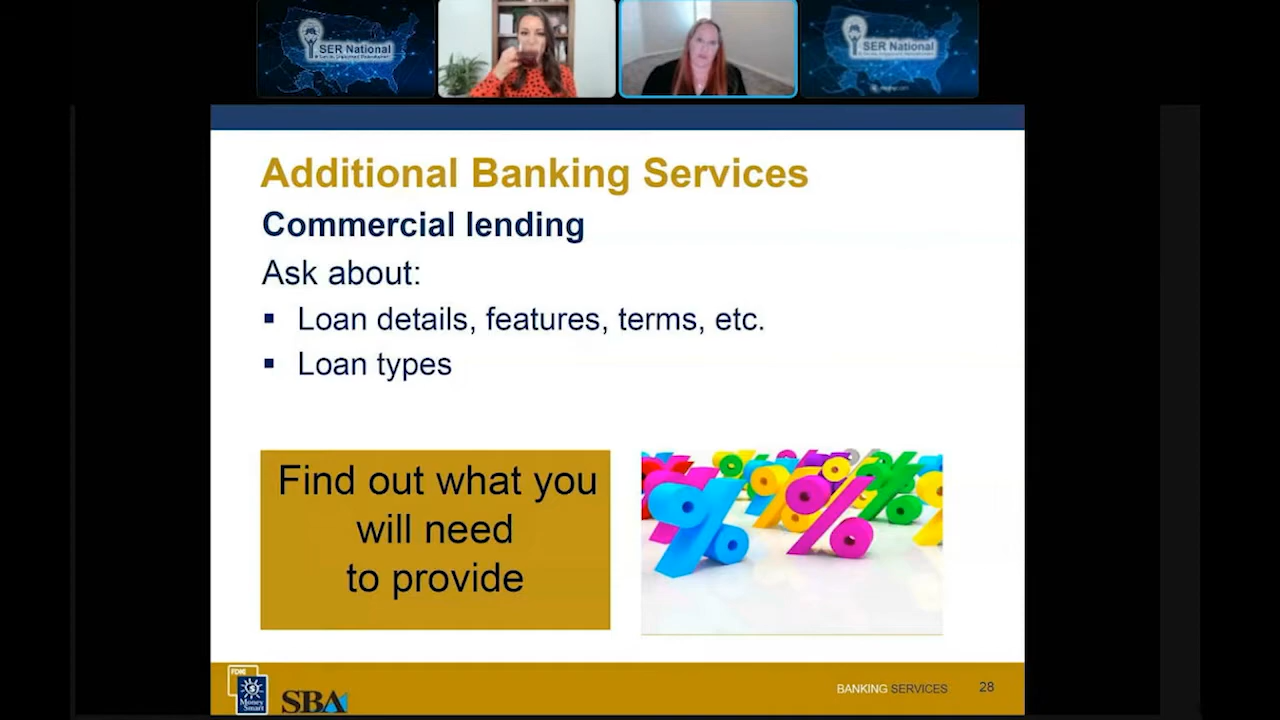 SER National
SER National
Additional Banking Services
Commercial lending
Ask about:
▪ Loan details, features, terms, etc.
▪ Loan types
Find out what you
will need
to provide
FDIC
Money
Smart
SBA
BANKING SERVICES
28